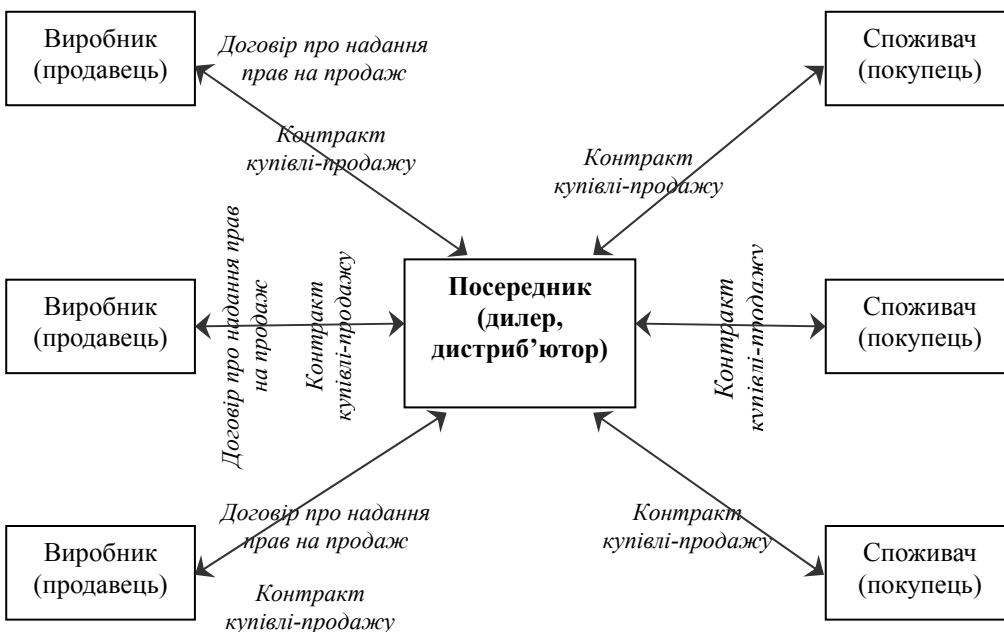 Виробник
(продавець)
Договір про надання
прав на продаж
Споживач
(покупець)
Контракт
купівлі-продажу
Контракт
купівлі-продажу
Виробник
(продавець)
Договір про надання прав
на продаж
Контракт
купівлі-продажу
Посередник
(дилер,
дистриб’ютор)
Контракт
купівлі-продажу
Споживач
(покупець)
Виробник
(продавець)
Договір про надання
прав на продаж
Контракт
купівлі-продажу
Контракт
купівлі-продажу
Споживач
(покупець)